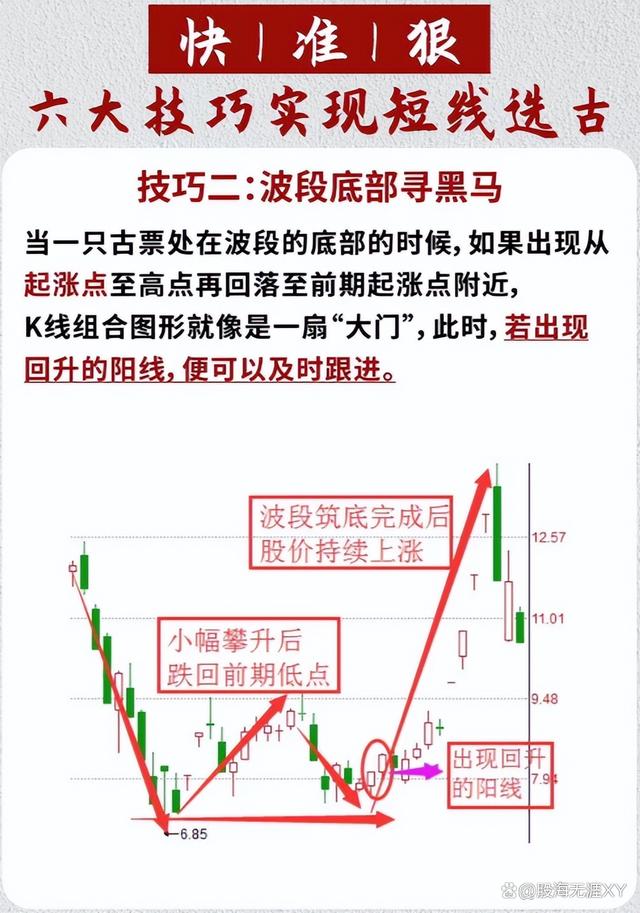 快|准|狠
六大技巧实现短线选古
技巧二：波段底部寻黑马
当一只古票处在波段的底部的时候，如果出现从
起涨点至高点再回落至前期起涨点附近，
K线组合图形就像是一扇“大门”，此时，若出现
回升的阳线，便可以及时跟进。
波段筑底完成后
股价持续上涨
12.57
小幅攀升后
跌回前期低点
11.01
9.48
出现回升
的阳线
7.94
6.85
@股海无涯XY